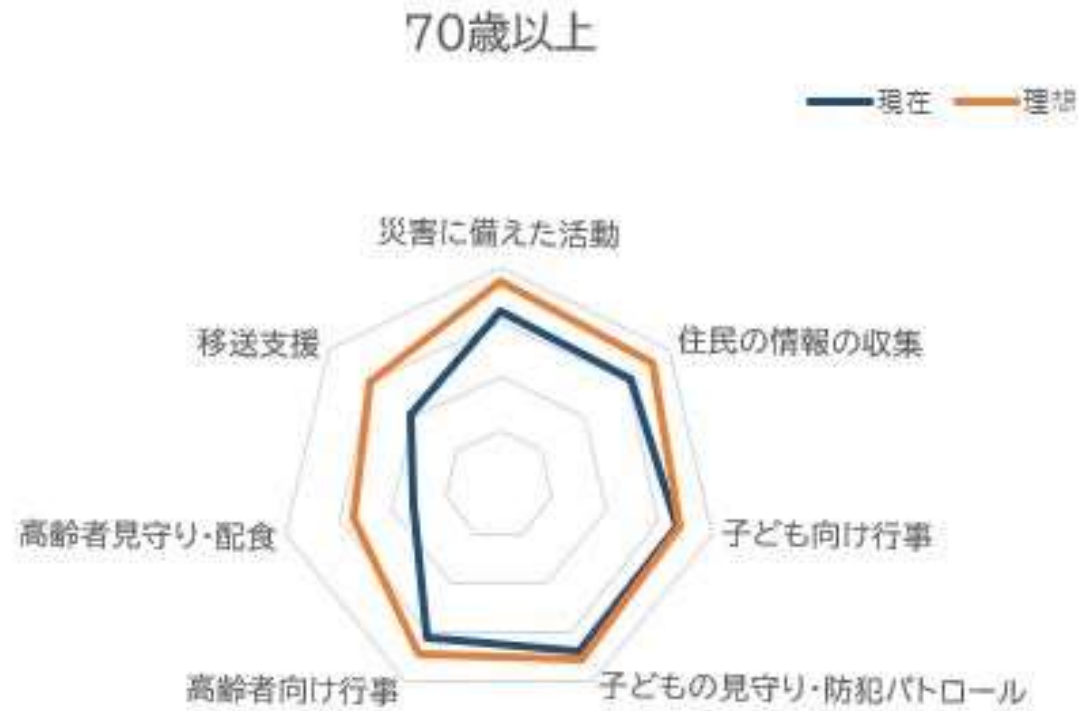 70歳以上
現在
理想
災害に備えた活動
移送支援
住民の情報の収集
高齢者見守り・配食
子ども向け行事
高齢者向け行事
子どもの見守り・防犯パトロール